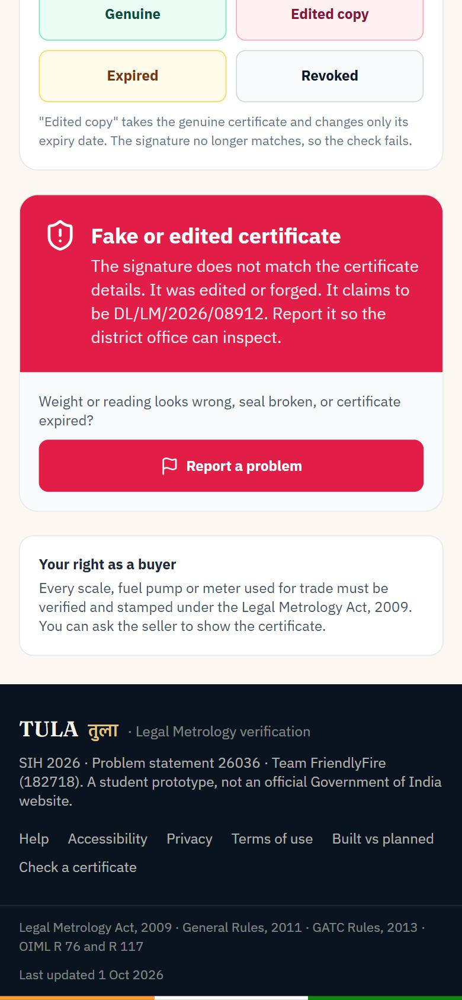 Genuine
Edited copy
Expired
Revoked
"Edited copy" takes the genuine certificate and changes only its
expiry date. The signature no longer matches, so the check fails.
Fake or edited certificate
The signature does not match the certificate
details. It was edited or forged. It claims to
be DL/LM/2026/08912. Report it so the
district office can inspect.
Weight or reading looks wrong, seal broken, or certificate
expired?
Report a problem
Your right as a buyer
Every scale, fuel pump or meter used for trade must be
verified and stamped under the Legal Metrology Act, 2009.
You can ask the seller to show the certificate.
TULA तुला · Legal Metrology verification
SIH 2026 · Problem statement 26036 · Team FriendlyFire
(182718). A student prototype, not an official Government of India
website.
Help Accessibility Privacy Terms of use Built vs planned
Check a certificate
Legal Metrology Act, 2009 · General Rules, 2011 · GATC Rules, 2013 ·
OIML R 76 and R 117
Last updated 1 Oct 2026